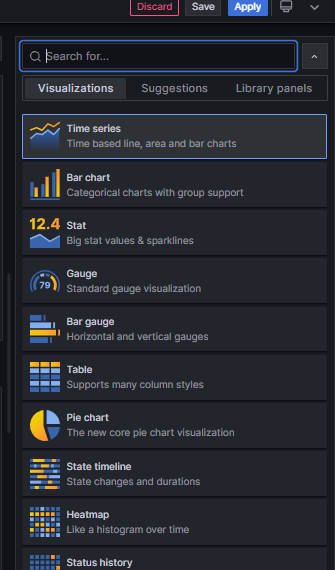 Discard Save Apply
Search for...
Visualizations Suggestions Library panels
Time series
Time based line, area and bar charts
Bar chart
Categorical charts with group support
12.4 Stat
Big stat values & sparklines
Gauge
79
Standard gauge visualization
Bar gauge
Horizontal and vertical gauges
Table
Supports many column styles
Pie chart
The new core pie chart visualization
State timeline
State changes and durations
Heatmap
Like a histogram over time
Status history